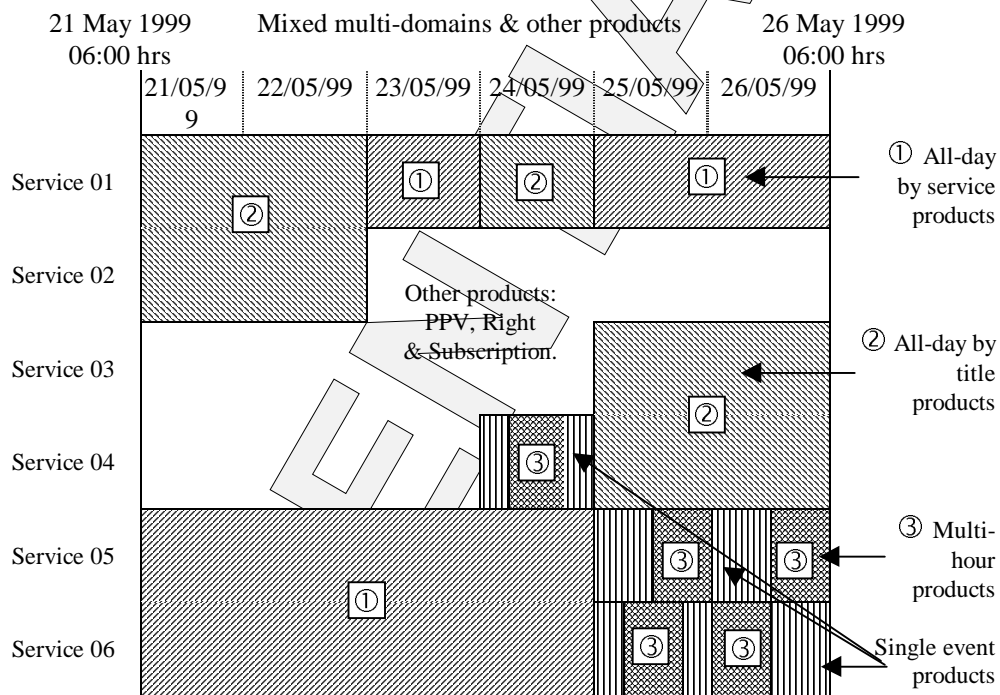 21 May 1999
06:00 hrs
Mixed multi-domains & other products
26 May 1999
06:00 hrs
21/05/9
9
22/05/99
23/05/99
24/05/99
25/05/99
26/05/99
Service 01
Service 02
Service 03
Service 04
Service 05
Service 06
②
①
②
①
Other products:
PPV, Right
& Subscription.
②
③
①
③
③
③
③
① All-day
by service
products
② All-day by
title
products
③ Multi-
hour
products
Single event
products